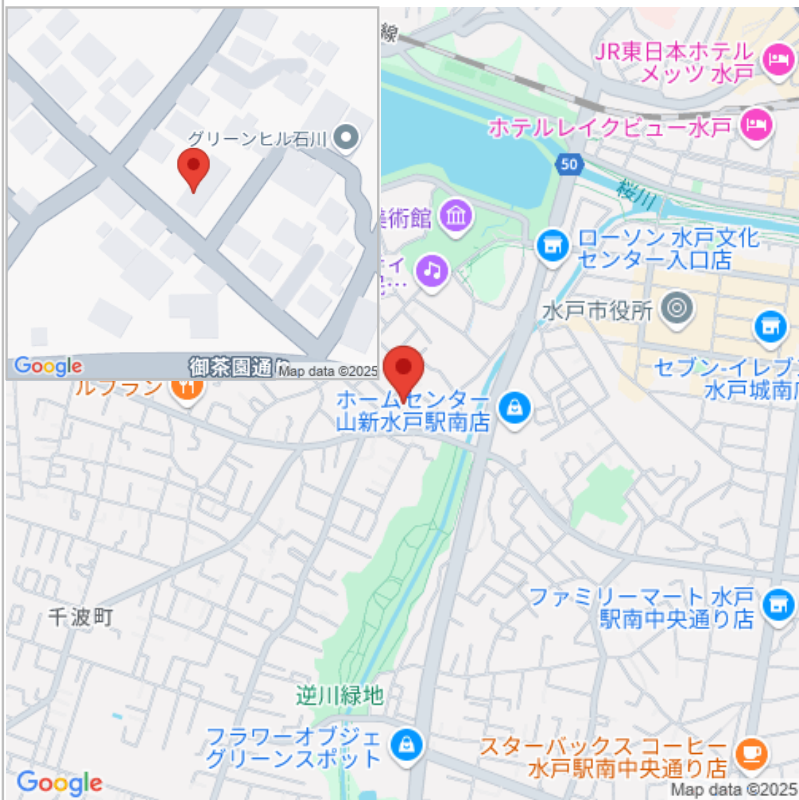 グリーンヒル石川
Google
御茶園通り
Map data ©2025
線
JR東日本ホテル
メッツ 水戸
ホテルレイクビュー水戸
50
桜川
美術館
ローソン 水戸文化
センター入口店
水戸市役所
セブン-イレブ
水戸城南店
ルブラン
ホームセンター
山新水戸駅南店
ファミリーマート 水戸
駅南中央通り店
千波町
逆川緑地
フラワーオブジェ
グリーンスポット
スターバックス コーヒー
水戸駅南中央通り店
Google
Map data ©2025